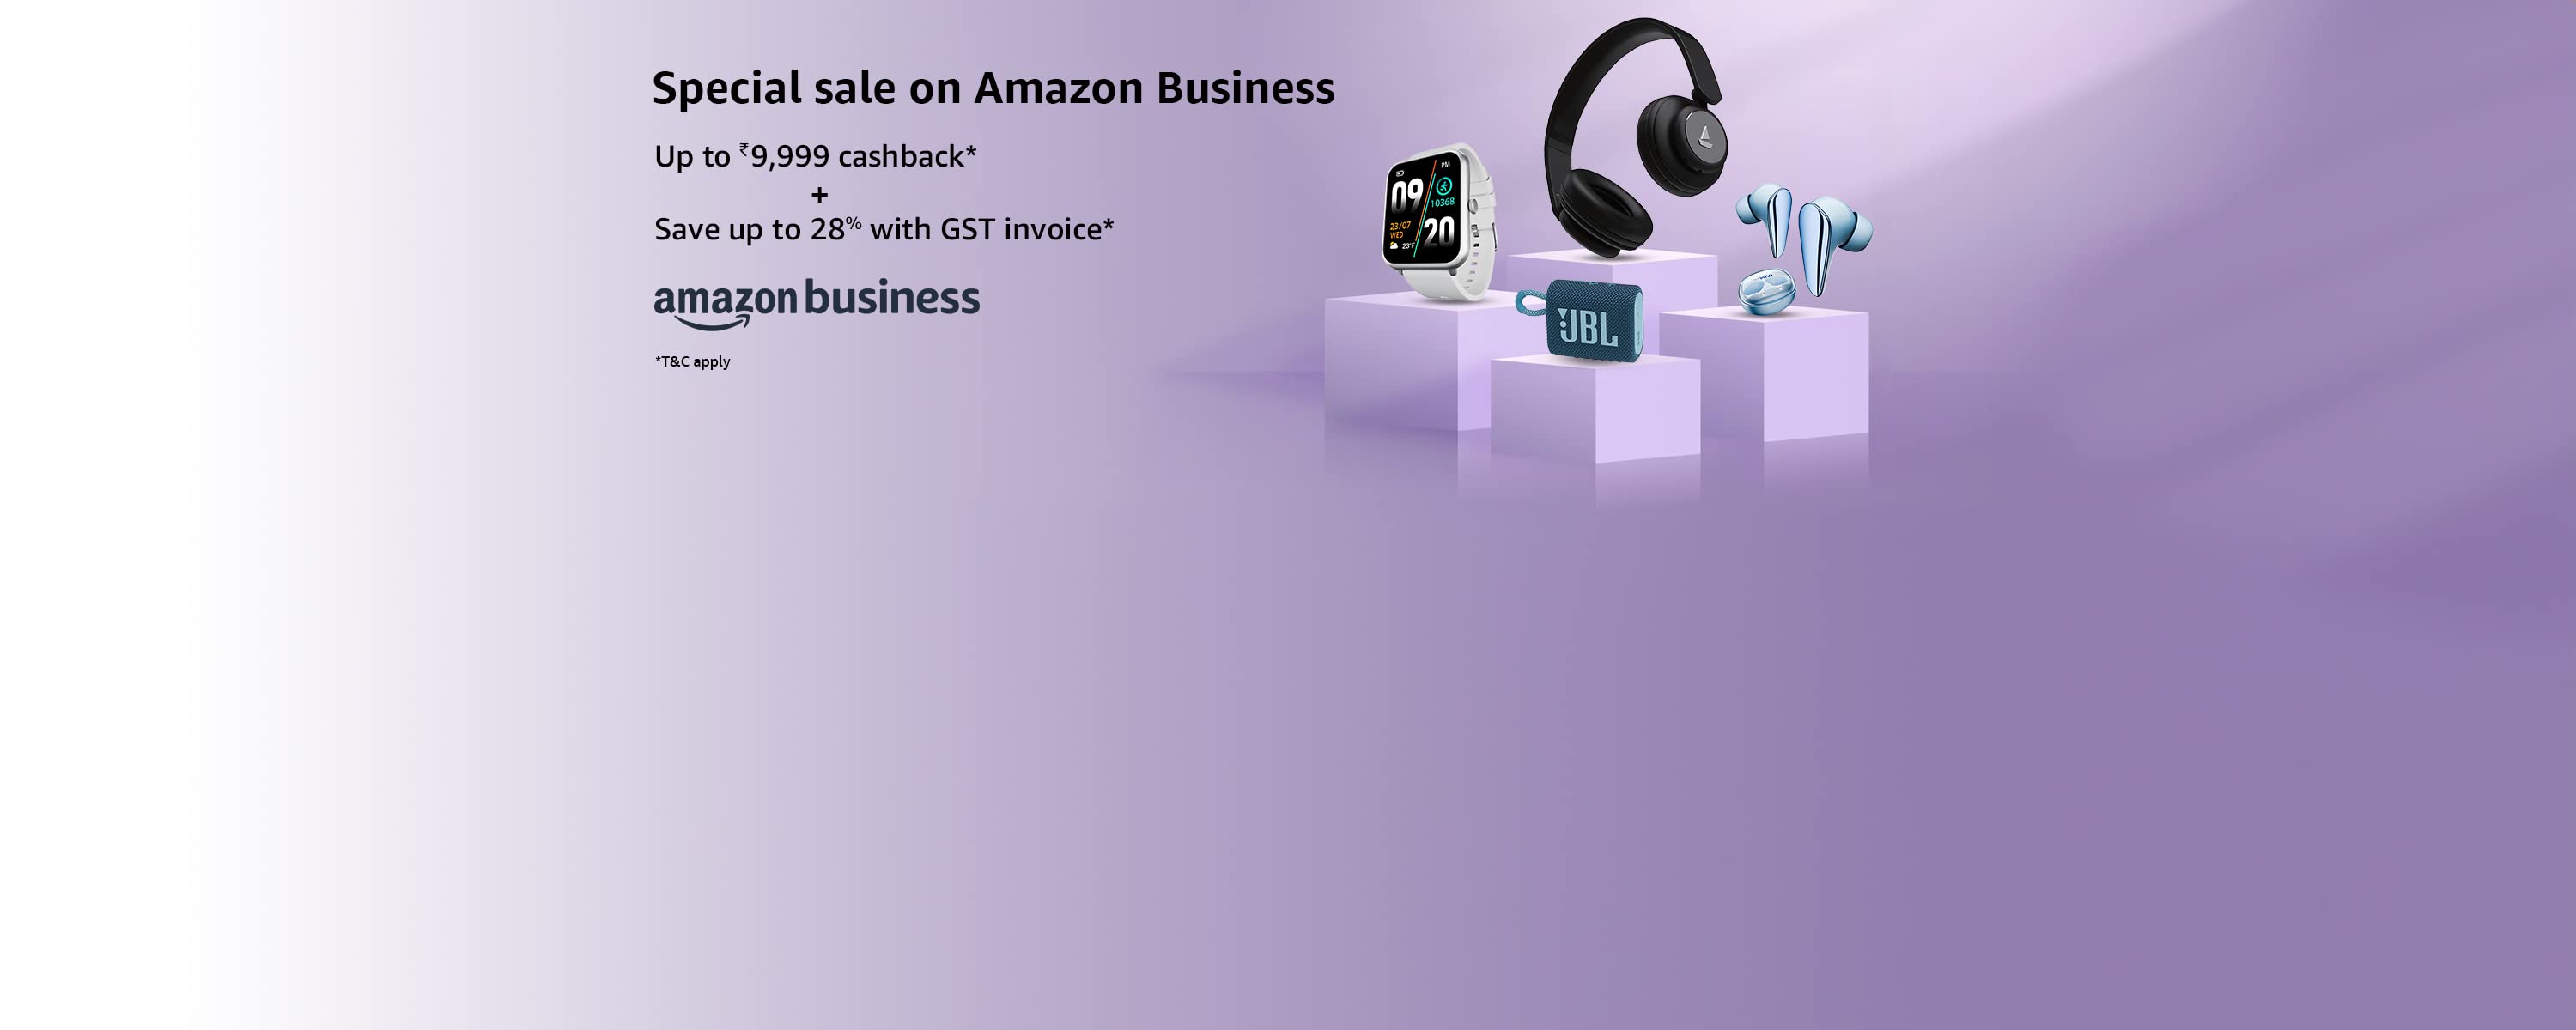 Special sale on Amazon Business
Up to ₹9,999 cashback*
+
Save up to 28% with GST invoice*
amazon business
*T&C apply
PM
09
10368
23/07
WED
23°F
20
JBL